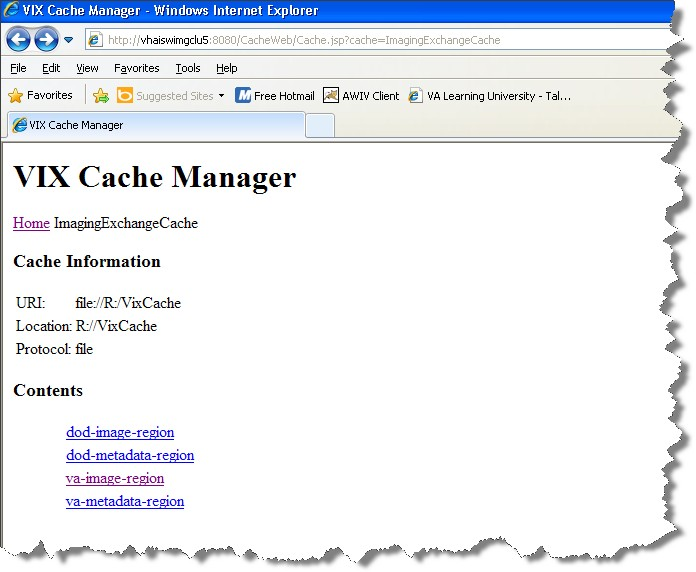 VIX Cache Manager - Windows Internet Explorer
http://vhaiswimgclu5:8080/CacheWeb/Cache.jsp?cache=ImagingExchangeCache
File Edit View Favorites Tools Help
Favorites Suggested Sites Free Hotmail AWIV Client VA Learning University - Tal...
VIX Cache Manager
VIX Cache Manager
Home ImagingExchangeCache
Cache Information
URI: file://R:/VixCache
Location: R://VixCache
Protocol: file
Contents
dod-image-region
dod-metadata-region
va-image-region
va-metadata-region